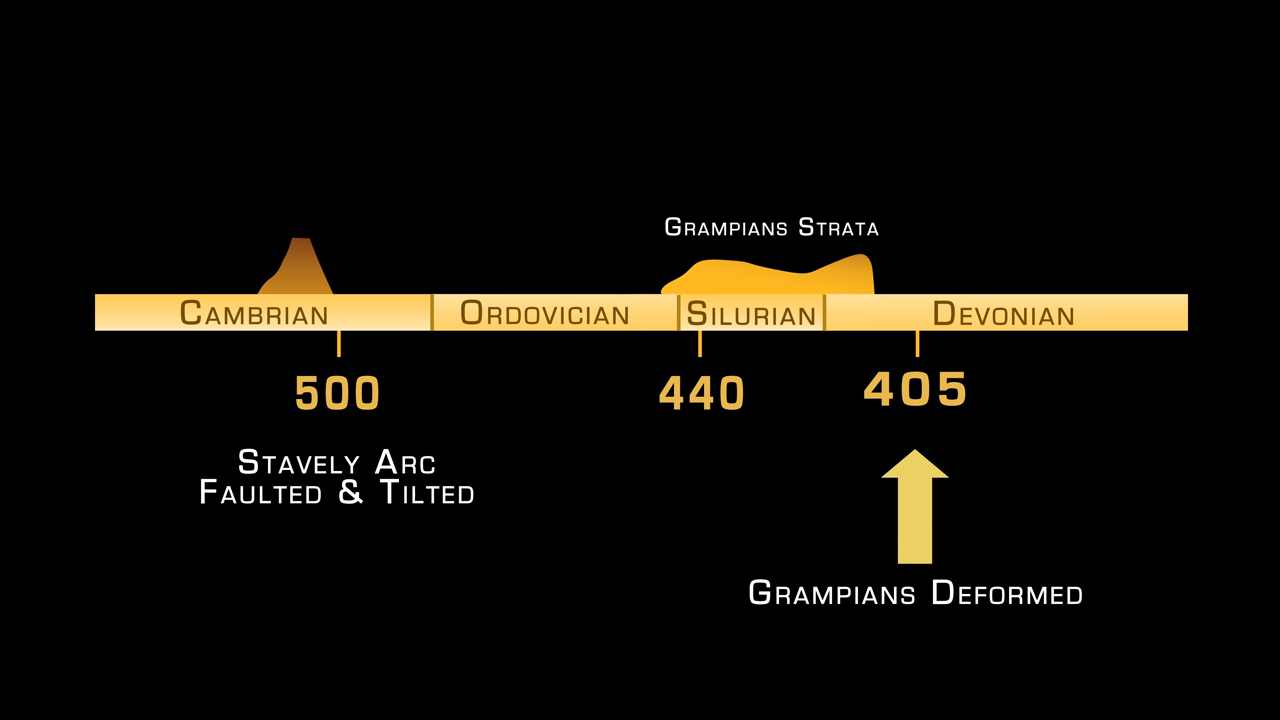 Grampians Strata
Cambrian Ordovician Silurian Devonian
500 440 405
Stavely Arc
Faulted & Tilted
Grampians Deformed